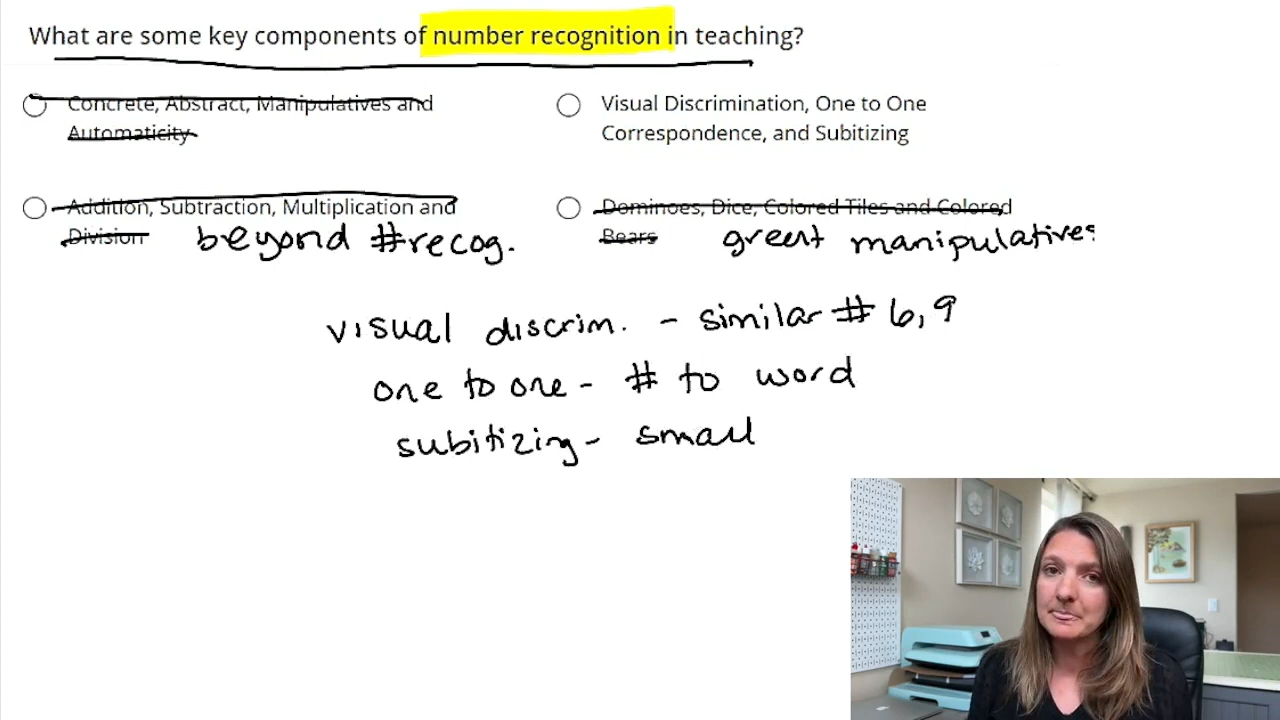 What are some key components of number recognition in teaching?
Concrete, Abstract, Manipulatives and
Automaticity
Visual Discrimination, One to One
Correspondence, and Subitizing
Addition, Subtraction, Multiplication and
Division
beyond #recog.
Dominoes, Dice, Colored Tiles and Colored
Bears
great manipulatives
visual discrim. - similar # 6, 9
one to one - # to word
subitizing - small